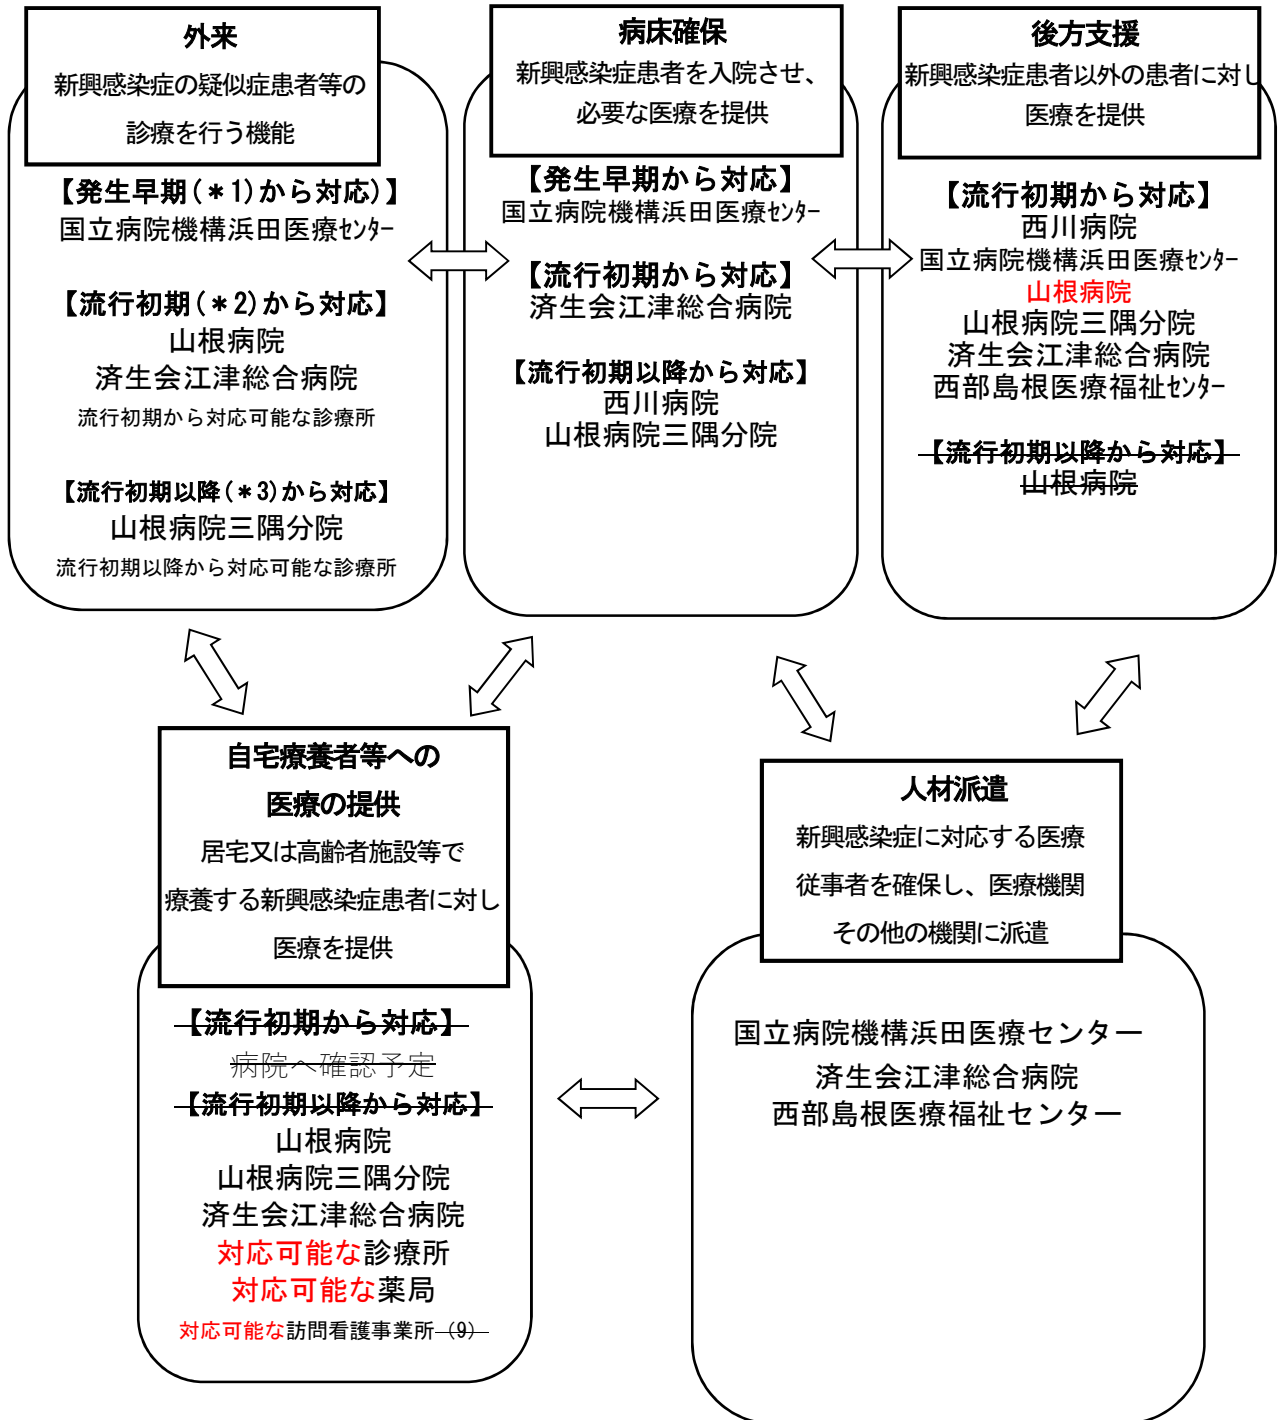 外来
新興感染症の疑似症患者等の
診療を行う機能
【発生早期(*1)から対応)】
国立病院機構浜田医療ｾﾝﾀｰ
【流行初期(*2)から対応】
山根病院
済生会江津総合病院
流行初期から対応可能な診療所
【流行初期以降(*3)から対応】
山根病院三隅分院
流行初期以降から対応可能な診療所
病床確保
新興感染症患者を入院させ、
必要な医療を提供
【発生早期から対応】
国立病院機構浜田医療ｾﾝﾀｰ
【流行初期から対応】
済生会江津総合病院
【流行初期以降から対応】
西川病院
山根病院三隅分院
後方支援
新興感染症患者以外の患者に対し
医療を提供
【流行初期から対応】
西川病院
国立病院機構浜田医療ｾﾝﾀｰ
山根病院
山根病院三隅分院
済生会江津総合病院
西部島根医療福祉ｾﾝﾀｰ
【流行初期以降から対応】
山根病院
自宅療養者等への
医療の提供
居宅又は高齢者施設等で
療養する新興感染症患者に対し
医療を提供
【流行初期から対応】
病院へ確認予定
【流行初期以降から対応】
山根病院
山根病院三隅分院
済生会江津総合病院
対応可能な診療所
対応可能な薬局
対応可能な訪問看護事業所（9）
人材派遣
新興感染症に対応する医療
従事者を確保し、医療機関
その他の機関に派遣
国立病院機構浜田医療センター
済生会江津総合病院
西部島根医療福祉センター